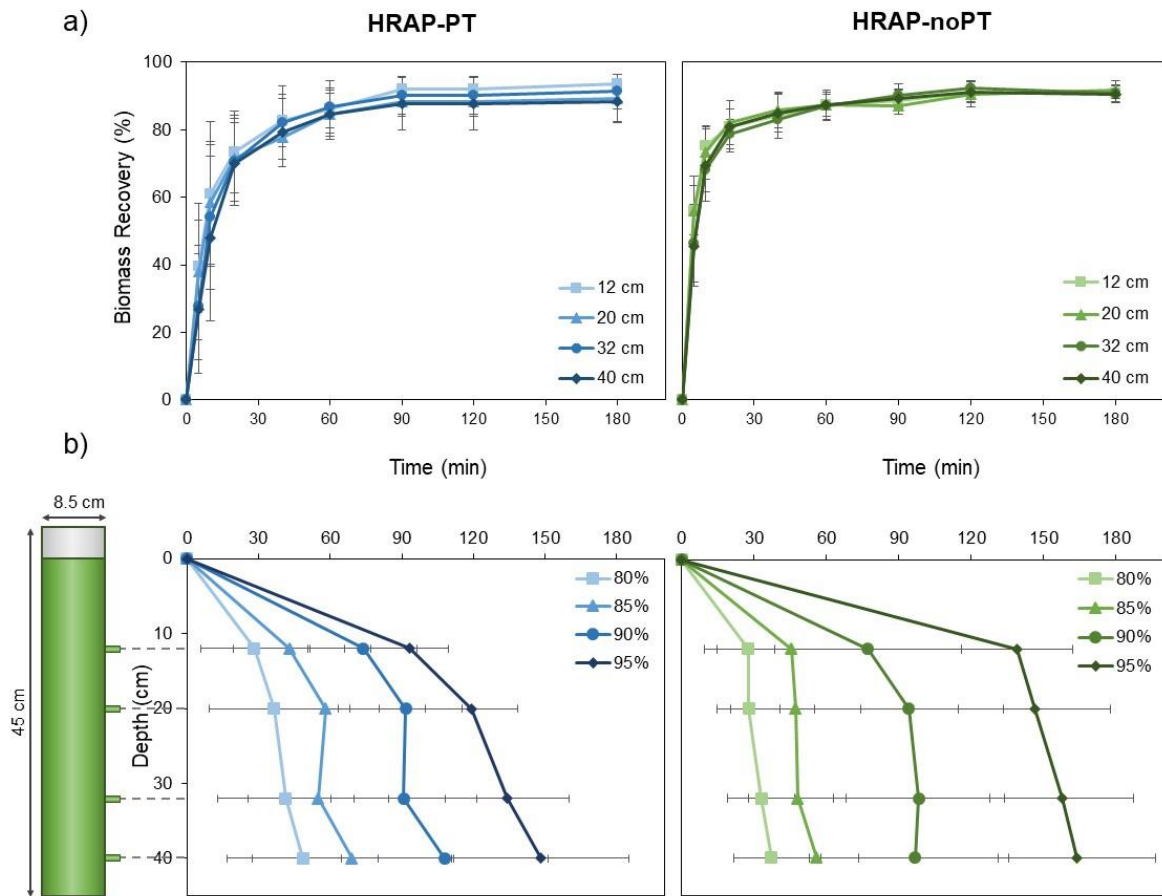 a)
HRAP-PT
HRAP-noPT
Biomass Recovery (%)
100
80
60
40
20
0
12 cm
20 cm
32 cm
40 cm
0 30 60 90 120 150 180
Time (min)
12 cm
20 cm
32 cm
40 cm
0 30 60 90 120 150 180
Time (min)
b)
8.5 cm
45 cm
Depth (cm)
0 30 60 90 120 150 180
0
10
20
30
40
80%
85%
90%
95%
0 30 60 90 120 150 180
80%
85%
90%
95%